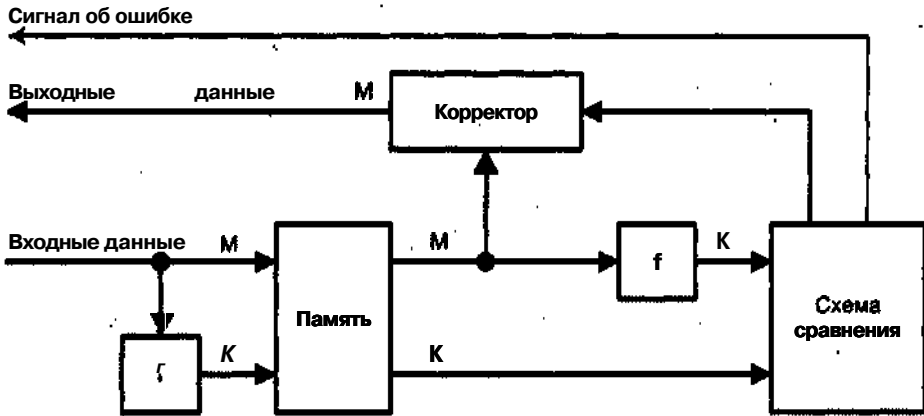 Сигнал об ошибке
Выходные данные М
Корректор
Входные данные М
М
f
К
Память
Схема
сравнения
К
К